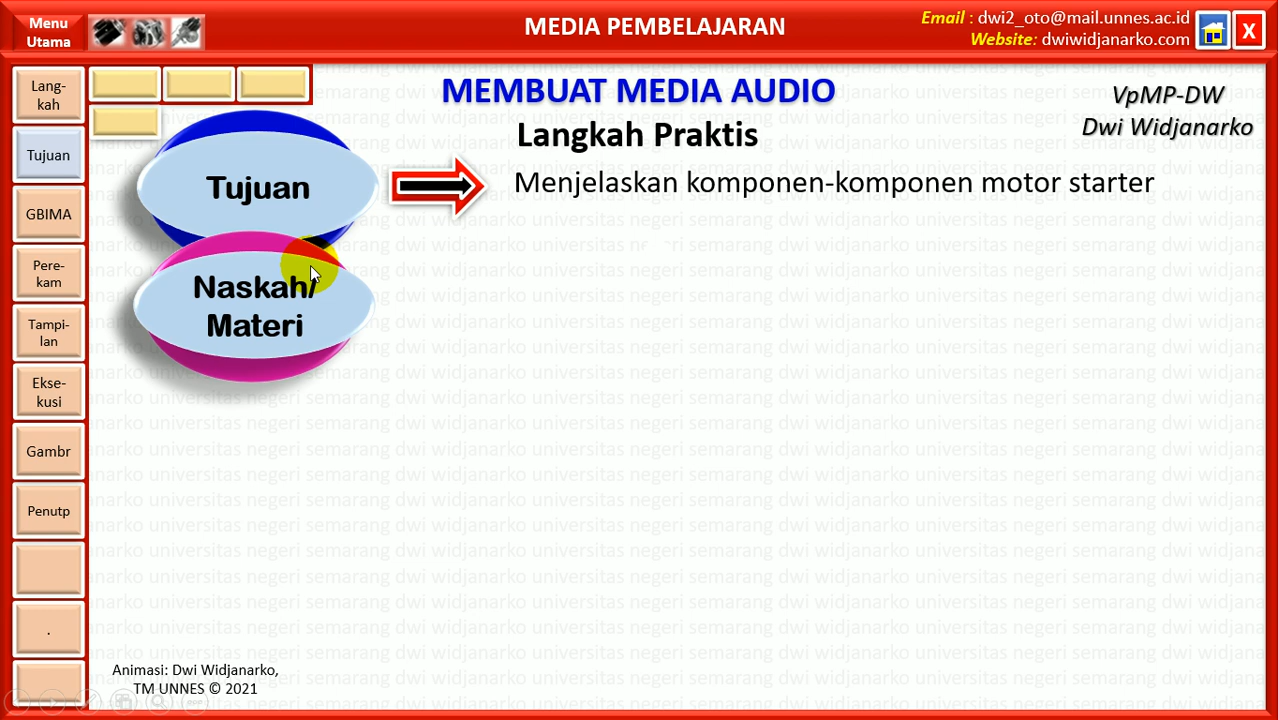 Menu
Utama
MEDIA PEMBELAJARAN
Email : dwi2_oto@mail.unnes.ac.id
Website: dwiwidjanarko.com
X
Lang-
kah
Tujuan
GBIMA
Pere-
kam
Tampi-
lan
Ekse-
kusi
Gambr
Penutp
.
MEMBUAT MEDIA AUDIO
Langkah Praktis
VpMP-DW
Dwi Widjanarko
Tujuan
Menjelaskan komponen-komponen motor starter
Naskah/
Materi
Animasi: Dwi Widjanarko,
TM UNNES © 2021